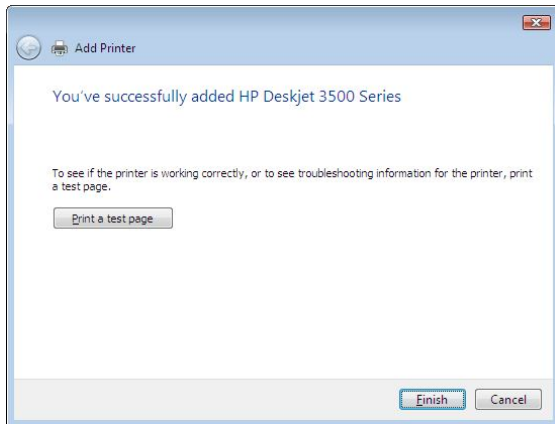 Add Printer
You've successfully added HP Deskjet 3500 Series
To see if the printer is working correctly, or to see troubleshooting information for the printer, print
a test page.
Print a test page
Finish Cancel